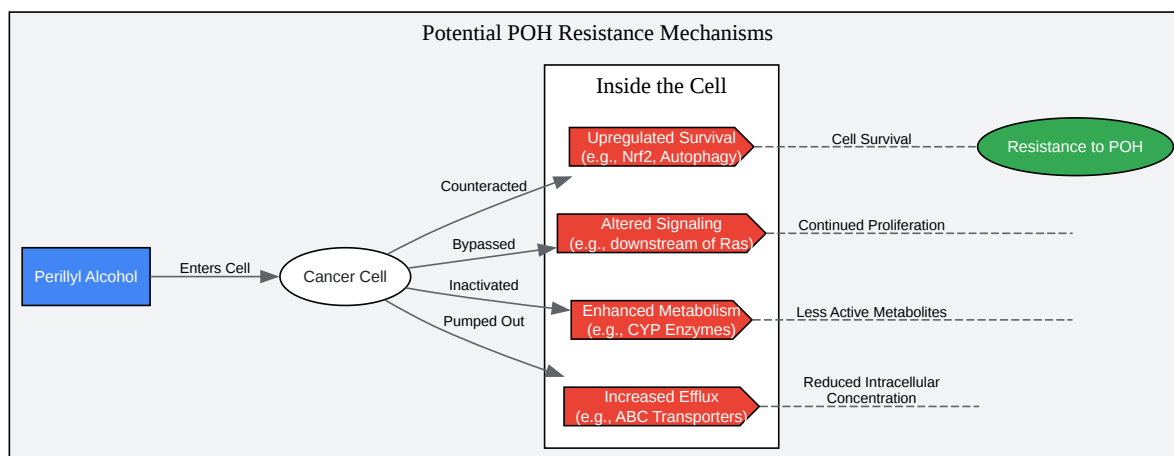 Potential POH Resistance Mechanisms
Inside the Cell
Upregulated Survival
(e.g., Nrf2, Autophagy)
Cell Survival
Resistance to POH
Counteracted
Altered Signaling
(e.g., downstream of Ras)
Continued Proliferation
Bypassed
Perillyl Alcohol
Enters Cell
Cancer Cell
Inactivated
Enhanced Metabolism
(e.g., CYP Enzymes)
Less Active Metabolites
Pumped Out
Increased Efflux
(e.g., ABC Transporters)
Reduced Intracellular
Concentration